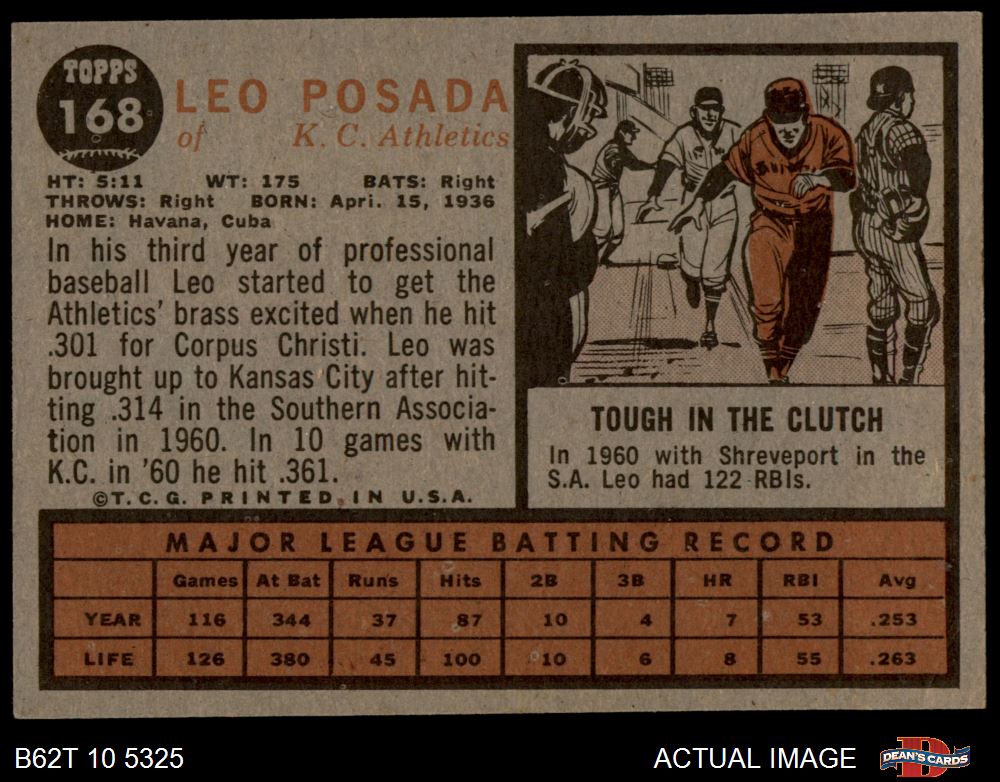 TOPPS
168
LEO POSADA
of K. C. Athletics
HT: 5:11 WT: 175 BATS: Right
THROWS: Right BORN: Apri. 15, 1936
HOME: Havana, Cuba
In his third year of professional
baseball Leo started to get the
Athletics' brass excited when he hit
.301 for Corpus Christi. Leo was
brought up to Kansas City after hit-
ting .314 in the Southern Associa-
tion in 1960. In 10 games with
K.C. in '60 he hit .361.
©T.C.G. PRINTED IN U.S.A.
TOUGH IN THE CLUTCH
In 1960 with Shreveport in the
S.A. Leo had 122 RBIs.
MAJOR LEAGUE BATTING RECORD
Games At Bat Runs Hits 2B 3B HR RBI Avg
YEAR 116 344 37 87 10 4 7 53 .253
LIFE 126 380 45 100 10 6 8 55 .263
B62T 10 5325 ACTUAL IMAGE DEAN'S CARDS